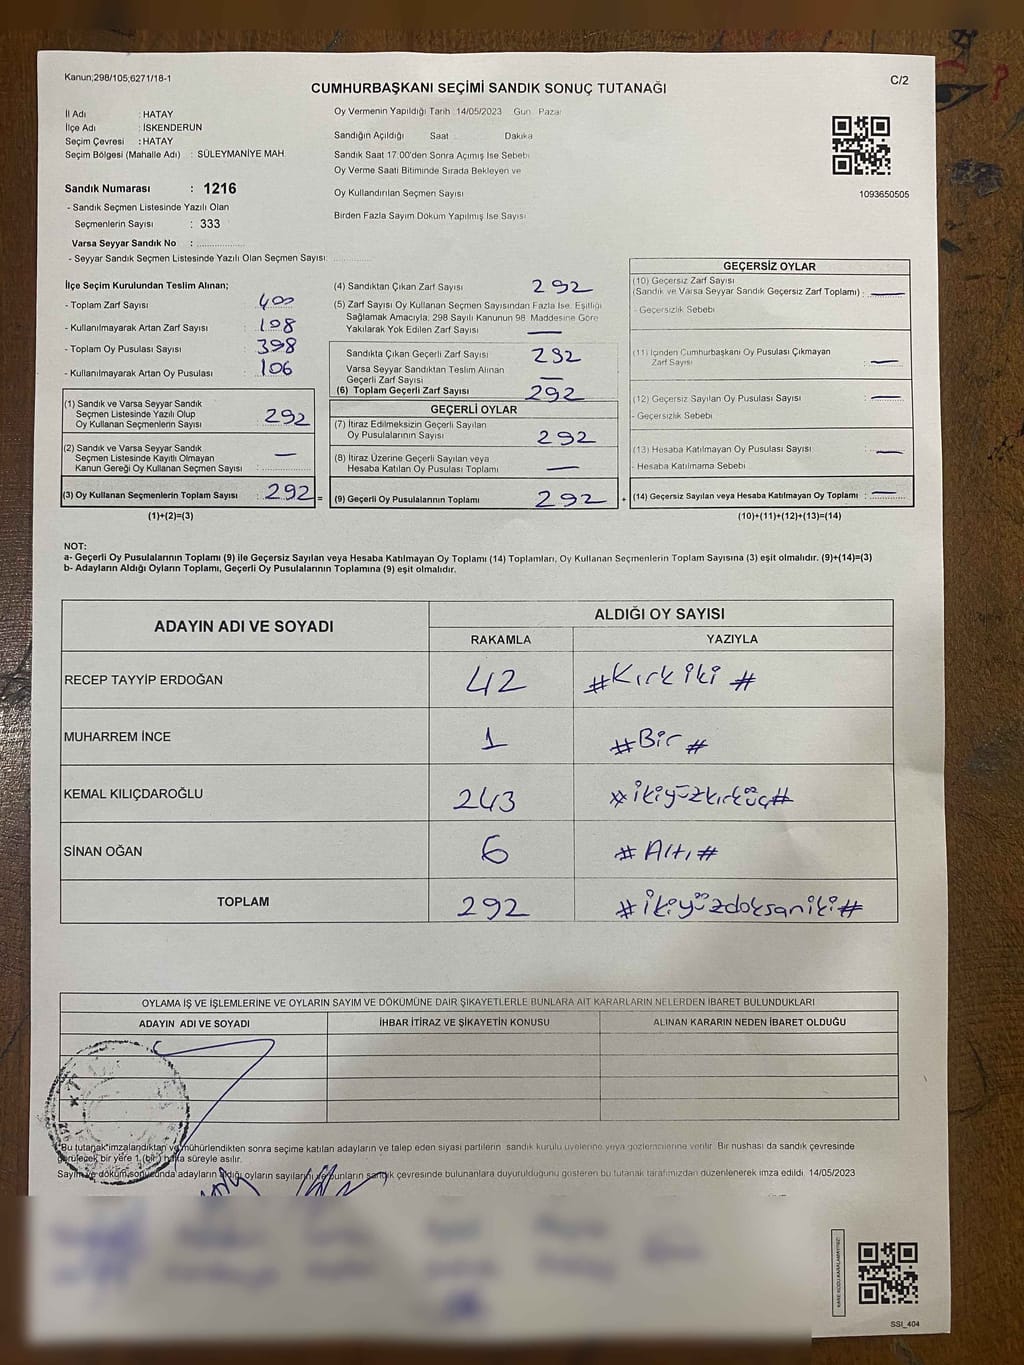 Kanun;298/105;6271/18-1
C/2
CUMHURBAŞKANI SEÇİMİ SANDIK SONUÇ TUTANAĞI
İl Adı : HATAY
İlçe Adı : İSKENDERUN
Seçim Çevresi : HATAY
Seçim Bölgesi (Mahalle Adı) : SÜLEYMANİYE MAH
Sandık Numarası : 1216
- Sandık Seçmen Listesinde Yazılı Olan
Seçmenlerin Sayısı : 333
Varsa Seyyar Sandık No : ..................
- Seyyar Sandık Seçmen Listesinde Yazılı Olan Seçmen Sayısı: ..............
Oy Vermenin Yapıldığı Tarih 14/05/2023 Gün Pazar
Sandığın Açıldığı Saat Dakika
Sandık Saat 17:00'den Sonra Açımış İse Sebebi
Oy Verme Saati Bitiminde Sırada Bekleyen ve
Oy Kullandırılan Seçmen Sayısı
Birden Fazla Sayım Döküm Yapılmış İse Sayısı
1093650505
İlçe Seçim Kurulundan Teslim Alınan;
- Toplam Zarf Sayısı : 400
- Kullanılmayarak Artan Zarf Sayısı : 108
- Toplam Oy Pusulası Sayısı : 398
- Kullanılmayarak Artan Oy Pusulası : 106
(1) Sandık ve Varsa Seyyar Sandık
Seçmen Listesinde Yazılı Olup
Oy Kullanan Seçmenlerin Sayısı : 292
(2) Sandık ve Varsa Seyyar Sandık
Seçmen Listesinde Kayıtlı Olmayan
Kanun Gereği Oy Kullanan Seçmen Sayısı : —
(3) Oy Kullanan Seçmenlerin Toplam Sayısı : 292 =
(1)+(2)=(3)
(4) Sandıktan Çıkan Zarf Sayısı 292
(5) Zarf Sayısı Oy Kullanan Seçmen Sayısından Fazla İse, Eşitliği
Sağlamak Amacıyla, 298 Sayılı Kanunun 98. Maddesine Göre
Yakılarak Yok Edilen Zarf Sayısı —
Sandıkta Çıkan Geçerli Zarf Sayısı 292
Varsa Seyyar Sandıktan Teslim Alınan
Geçerli Zarf Sayısı —
(6) Toplam Geçerli Zarf Sayısı 292
GEÇERLİ OYLAR
(7) İtiraz Edilmeksizin Geçerli Sayılan
Oy Pusulalarının Sayısı 292
(8) İtiraz Üzerine Geçerli Sayılan veya
Hesaba Katılan Oy Pusulası Toplamı —
(9) Geçerli Oy Pusulalarının Toplamı 292 +
GEÇERSİZ OYLAR
(10) Geçersiz Zarf Sayısı
(Sandık ve Varsa Seyyar Sandık Geçersiz Zarf Toplamı) : —
- Geçersizlik Sebebi
(11) İçinden Cumhurbaşkanı Oy Pusulası Çıkmayan
Zarf Sayısı : —
(12) Geçersiz Sayılan Oy Pusulası Sayısı : —
- Geçersizlik Sebebi
(13) Hesaba Katılmayan Oy Pusulası Sayısı : —
- Hesaba Katılmama Sebebi
(14) Geçersiz Sayılan veya Hesaba Katılmayan Oy Toplamı : —
(10)+(11)+(12)+(13)=(14)
NOT:
a- Geçerli Oy Pusulalarının Toplamı (9) ile Geçersiz Sayılan veya Hesaba Katılmayan Oy Toplamı (14) Toplamları, Oy Kullanan Seçmenlerin Toplam Sayısına (3) eşit olmalıdır. (9)+(14)=(3)
b- Adayların Aldığı Oyların Toplamı, Geçerli Oy Pusulalarının Toplamına (9) eşit olmalıdır.
ADAYIN ADI VE SOYADI ALDIĞI OY SAYISI
RAKAMLA YAZIYLA
RECEP TAYYİP ERDOĞAN 42 #Kırk iki #
MUHARREM İNCE 1 #Bir #
KEMAL KILIÇDAROĞLU 243 #ikiyüzkırküç#
SİNAN OĞAN 6 #Altı#
TOPLAM 292 #ikiyüzdoksaniki#
OYLAMA İŞ VE İŞLEMLERİNE VE OYLARIN SAYIM VE DÖKÜMÜNE DAİR ŞİKAYETLERLE BUNLARA AİT KARARLARIN NELERDEN İBARET BULUNDUKLARI
ADAYIN ADI VE SOYADI İHBAR İTİRAZ VE ŞİKAYETİN KONUSU ALINAN KARARIN NEDEN İBARET OLDUĞU
Bu tutanak imzalandıktan ve mühürlendikten sonra seçime katılan adayların ve talep eden siyasi partilerin sandık kurulu üyelerine veya gözlemcilerine verilir. Bir nushası da sandık çevresinde
görülecek bir yere 1 (bir) hafta süreyle asılır.
Sayım ve döküm sonucunda adayların aldığı oyların sayılarını ve bunların sandık çevresinde bulunanlara duyurulduğunu gösteren bu tutanak tarafımızdan düzenlenerek imza edildi. 14/05/2023
SSI_404